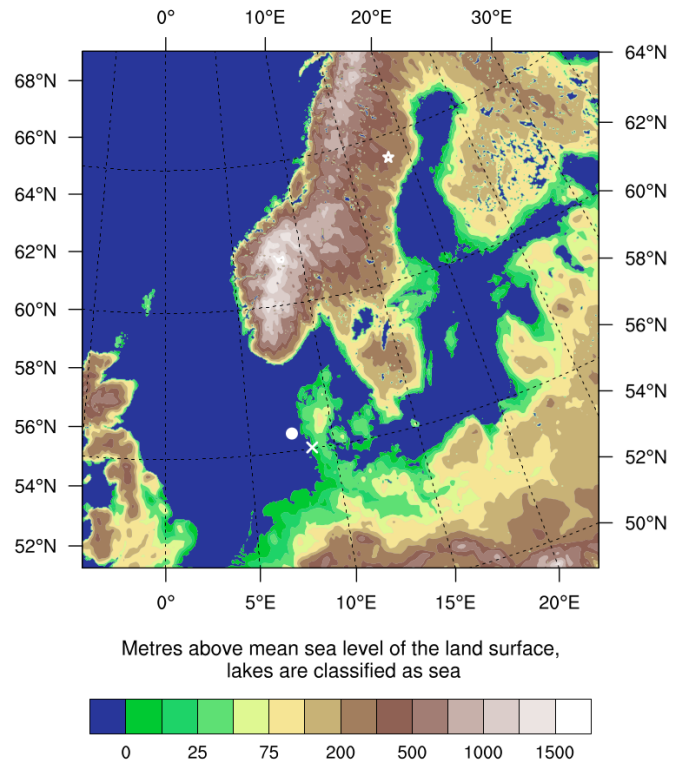 0° 10°E 20°E 30°E
68°N
66°N
64°N
62°N
60°N
58°N
56°N
54°N
52°N
64°N
62°N
60°N
58°N
56°N
54°N
52°N
50°N
0° 5°E 10°E 15°E 20°E
Metres above mean sea level of the land surface,
lakes are classified as sea
0 25 75 200 500 1000 1500